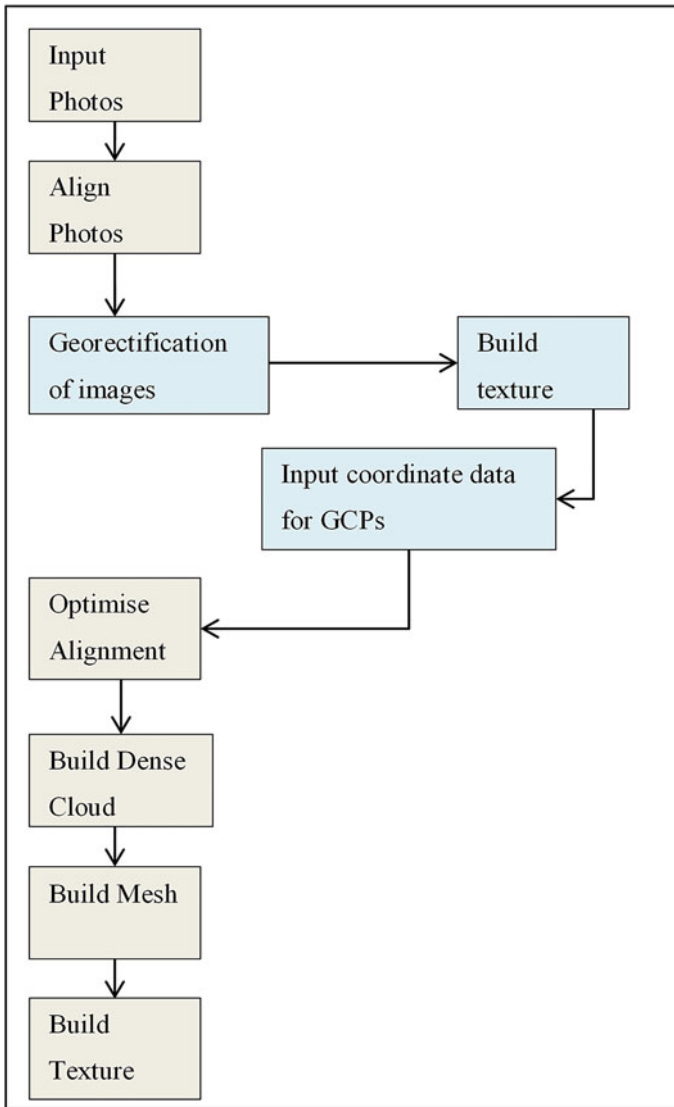 Input
Photos
Align
Photos
Georectification
of images
Build
texture
Input coordinate data
for GCPs
Optimise
Alignment
Build Dense
Cloud
Build Mesh
Build
Texture